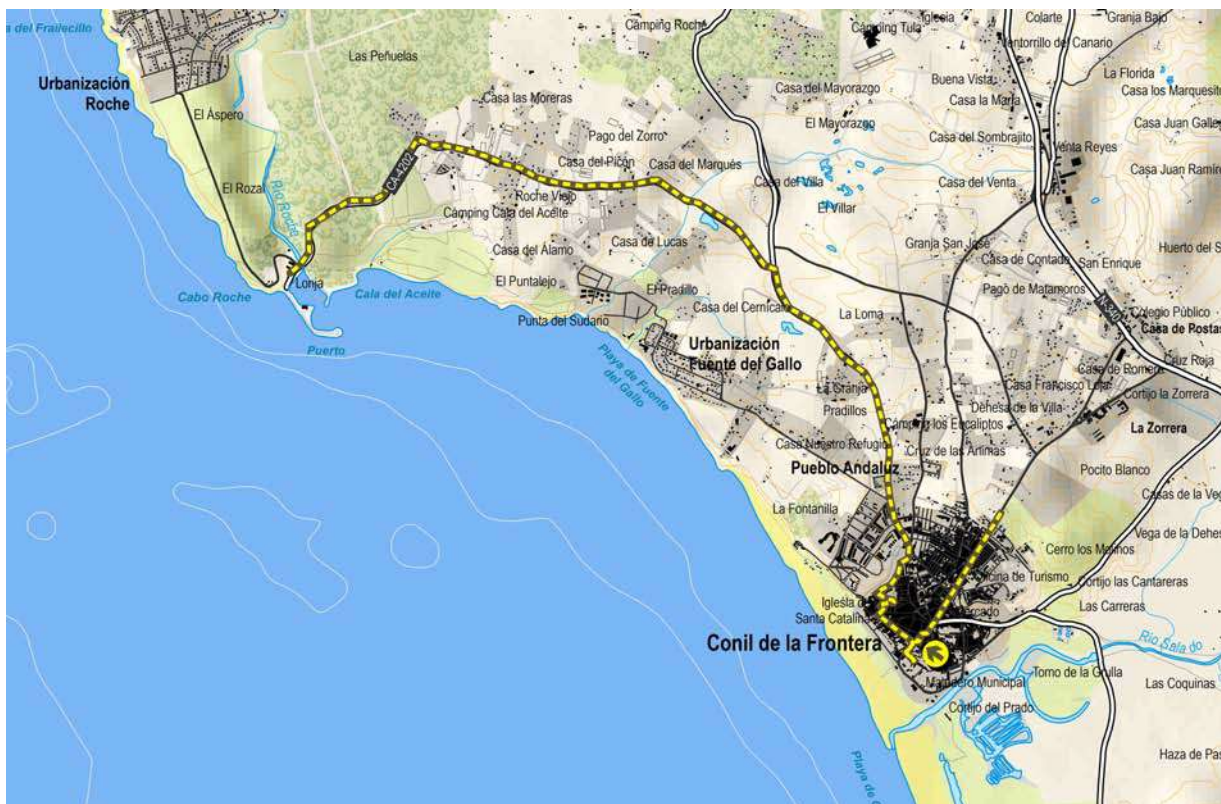 a del Frailecillo
Urbanización
Roche
Las Peñuelas
El Áspero
El Rozal
Río Roche
Cabo Roche
Lonja
Puerto
Cala del Aceite
CA-4202
Casa las Moreras
Pago del Zorro
Casa del Picón
Casa del Marqués
Roche Viejo
Cámping Cala del Aceite
Casa del Álamo
Casa de Lucas
El Puntalejo
El Pradillo
Punta del Sudario
Playa de Fuente
del Gallo
Urbanización
Fuente del Gallo
Casa del Cernícalo
La Loma
Cámping Roche
Cámping Tula
Iglesia
Colarte
Granja Bajo
Ventorrillo del Canario
Buena Vista
La Florida
Casa los Marquesito
Casa del Mayorazgo
Casa la María
El Mayorazgo
Casa del Sombrajito
Casa Juan Galle
Venta Reyes
Casa Juan Ramíre
Casa del Villa
Casa del Venta
El Villar
Granja San José
Casa de Contado
San Enrique
Huerto del S
Pago de Matamoros
N-340
Colegio Público
Casa de Postas
Cruz Roja
Casa de Romero
Casa Francisco Leja
Cortijo la Zorrera
La Granja
Pradillos
Dehesa de la Villa
Cámping los Eucaliptos
La Zorrera
Casa Nuestro Refugio
Cruz de las Ánimas
Pueblo Andaluz
Pocito Blanco
Casas de la Veg
La Fontanilla
Vega de la Dehes
Cerro los Molinos
Oficina de Turismo
Cortijo las Cantareras
Iglesia de
Santa Catalina
Mercado
Las Carreras
Conil de la Frontera
Río Salado
Matadero Municipal
Torno de la Grulla
Las Coquinas
Cortijo del Prado
Haza de Pas
Playa de C